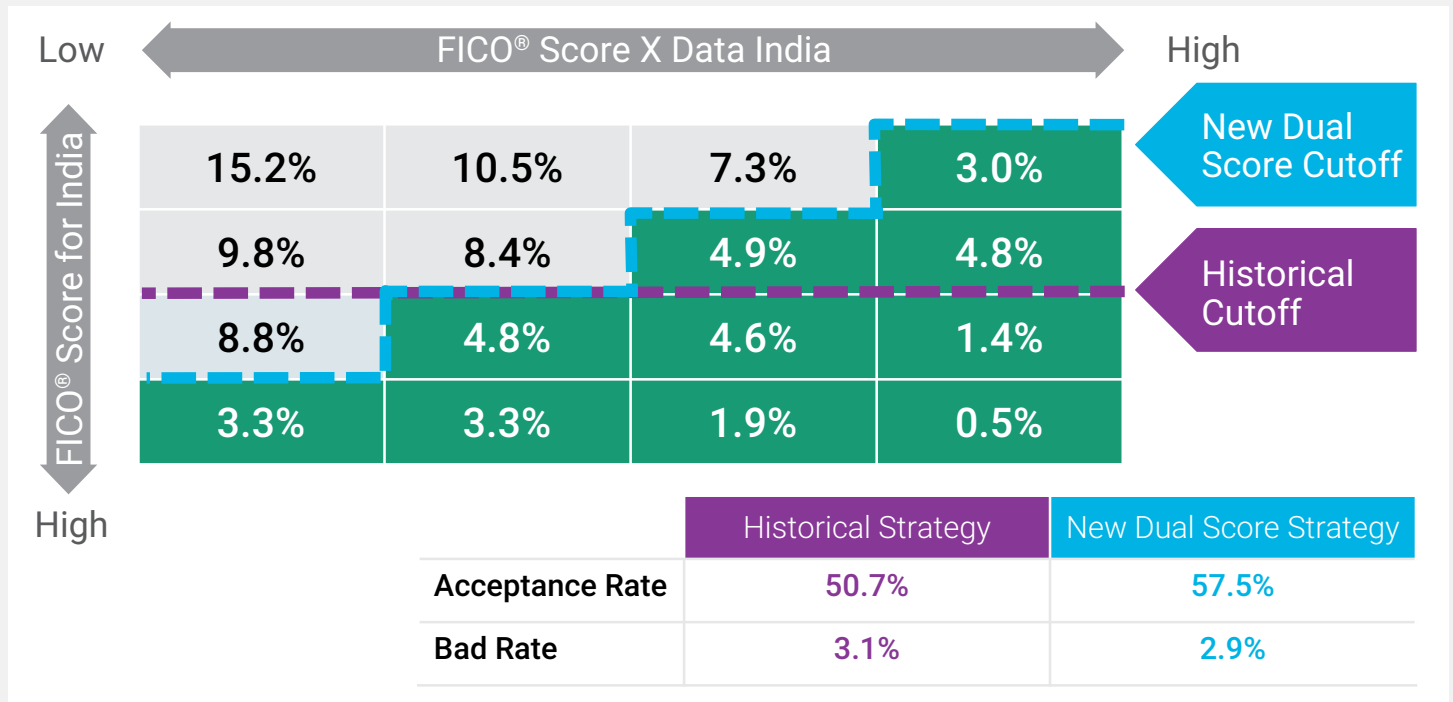 Low FICO® Score X Data India High
FICO® Score for India
High
15.2% 10.5% 7.3% 3.0%
9.8% 8.4% 4.9% 4.8%
8.8% 4.8% 4.6% 1.4%
3.3% 3.3% 1.9% 0.5%
New Dual
Score Cutoff
Historical
Cutoff
Historical Strategy New Dual Score Strategy
Acceptance Rate 50.7% 57.5%
Bad Rate 3.1% 2.9%